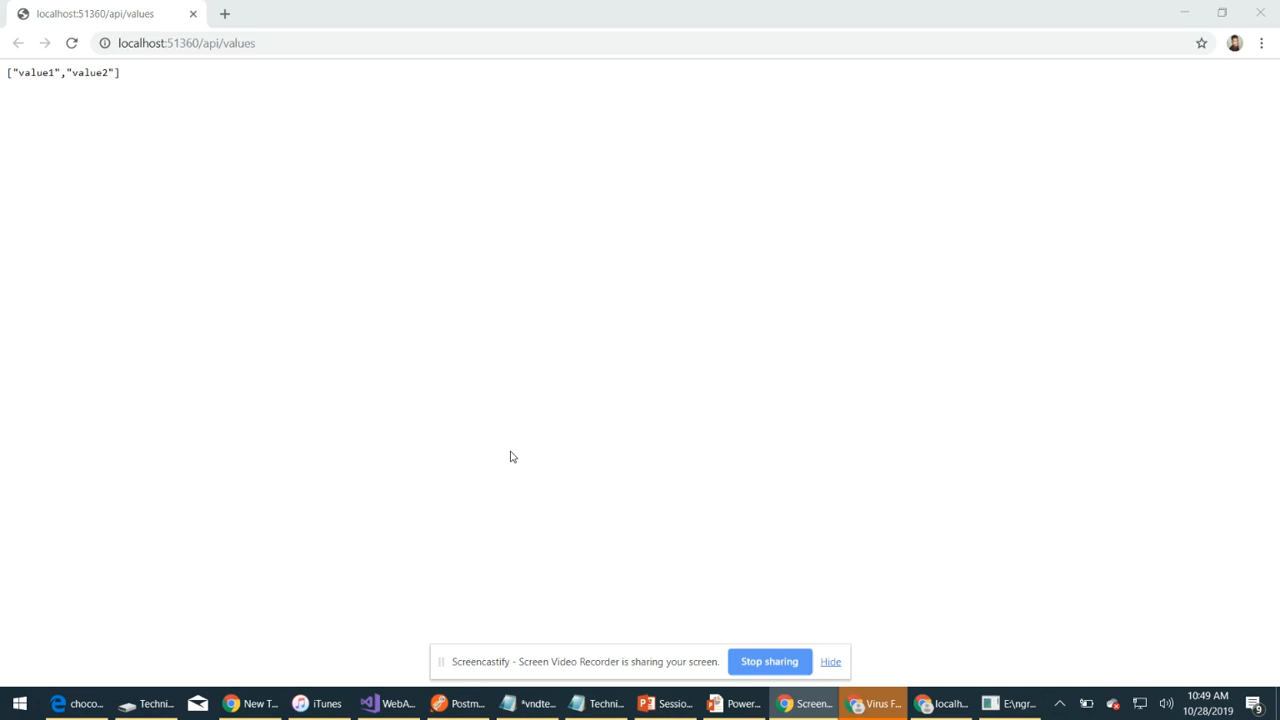 localhost:51360/api/values
localhost:51360/api/values
["value1","value2"]
Screencastify - Screen Video Recorder is sharing your screen.
Stop sharing
Hide
choco...
Techni...
New T...
iTunes
WebA...
Postm...
*vndte...
Techni...
Sessio...
Power...
Screen...
Virus F...
localh...
E:\ngr...
10:49 AM
10/28/2019
9